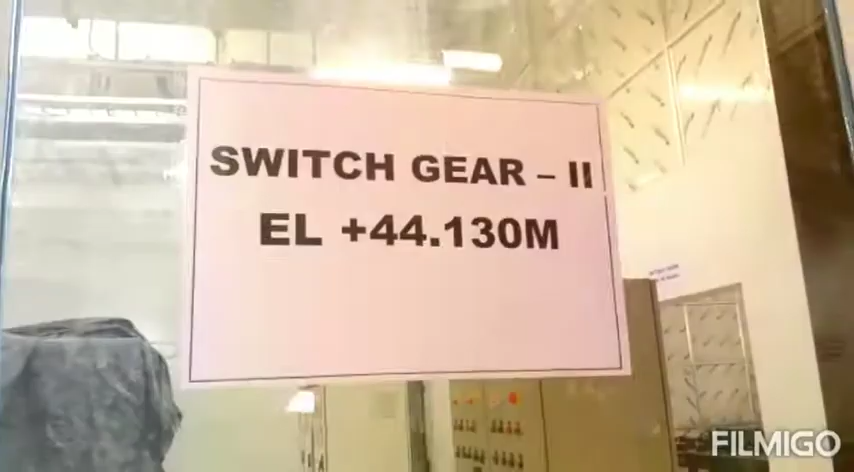 SWITCH GEAR – II
EL +44.130M
FILMIGO